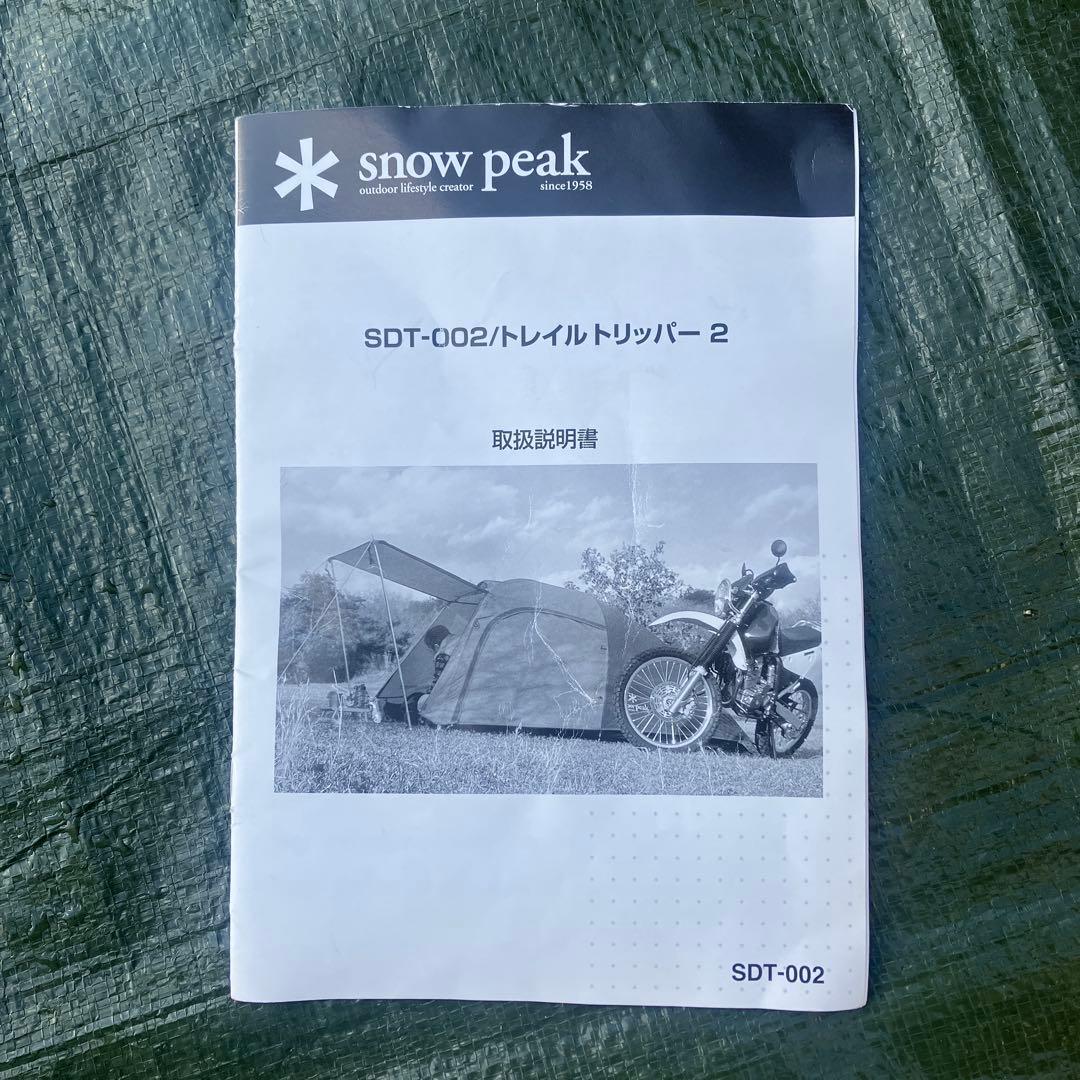 snow peak
outdoor lifestyle creator since1958
SDT-002/トレイルトリッパー 2
取扱説明書
SDT-002